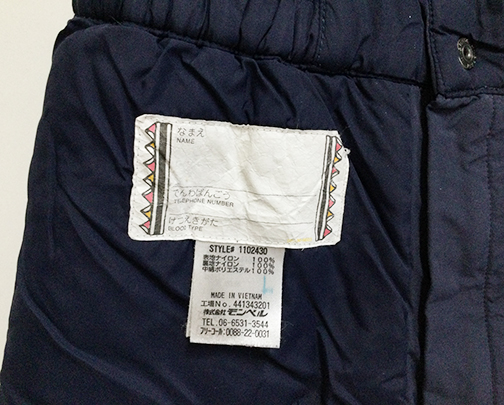 なまえ
NAME
でんわばんごう
TELEPHONE NUMBER
けつえきがた
BLOOD TYPE
STYLE# 1102430
表地ナイロン 100%
裏地ナイロン 100%
中綿ポリエステル 100%
MADE IN VIETNAM
工場No. 441343201
株式会社モンベル
TEL. 06-6531-3544
フリーコール:0088-22-0031